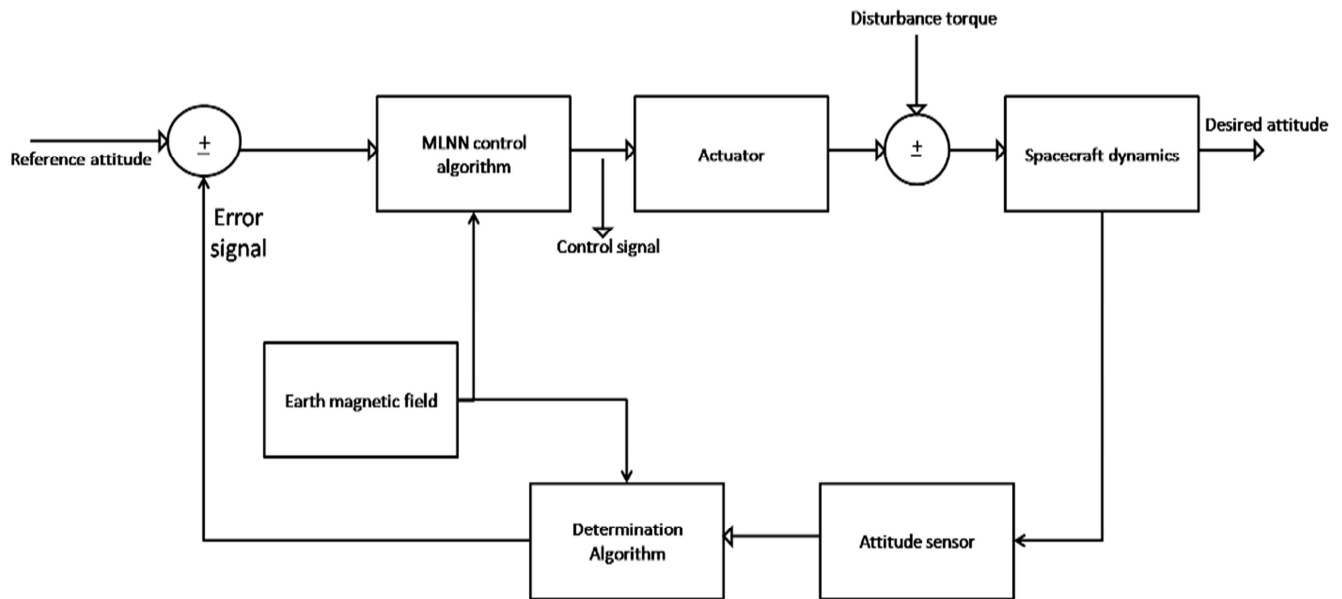 Disturbance torque
Reference attitude
±
MLNN control
algorithm
Actuator
±
Spacecraft dynamics
Desired attitude
Error
signal
Control signal
Earth magnetic field
Determination
Algorithm
Attitude sensor